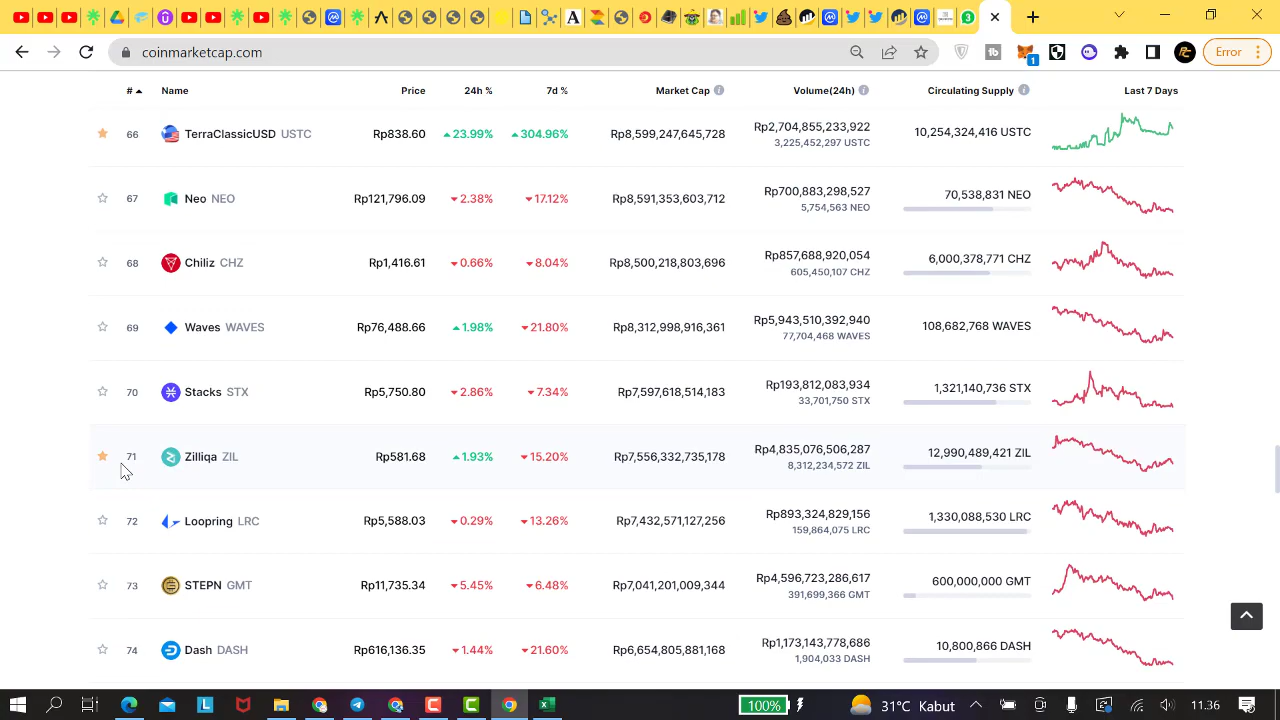 3
coinmarketcap.com
1
Error
# Name Price 24h % 7d % Market Cap Volume(24h) Circulating Supply Last 7 Days
66 TerraClassicUSD USTC Rp838.60 23.99% 304.96% Rp8,599,247,645,728 Rp2,704,855,233,922 10,254,324,416 USTC
3,225,452,297 USTC
67 Neo NEO Rp121,796.09 2.38% 17.12% Rp8,591,353,603,712 Rp700,883,298,527 70,538,831 NEO
5,754,563 NEO
68 Chiliz CHZ 0.66% 8.04% Rp8,500,218,803,696 Rp857,688,920,054 6,000,378,771 CHZ
605,450,107 CHZ
69 Waves WAVES Rp76,488.66 1.98% 21.80% Rp8,312,998,916,361 Rp5,943,510,392,940 108,682,768 WAVES
77,704,468 WAVES
70 Stacks STX Rp5,750.80 2.86% 7.34% Rp7,597,618,514,183 Rp193,812,083,934 1,321,140,736 STX
33,701,750 STX
71 Zilliqa ZIL Rp581.68 1.93% 15.20% Rp7,556,332,735,178 Rp4,835,076,506,287 12,990,489,421 ZIL
8,312,234,572 ZIL
72 Loopring LRC Rp5,588.03 0.29% 13.26% Rp7,432,571,127,256 Rp893,324,829,156 1,330,088,530 LRC
159,864,075 LRC
73 STEPN GMT Rp11,735.34 5.45% 6.48% Rp7,041,201,009,344 Rp4,596,723,286,617 600,000,000 GMT
391,699,366 GMT
74 Dash DASH Rp616,136.35 1.44% 21.60% Rp6,654,805,881,168 Rp1,173,143,778,686 10,800,866 DASH
1,904,033 DASH
100% 31°C Kabut 11:36